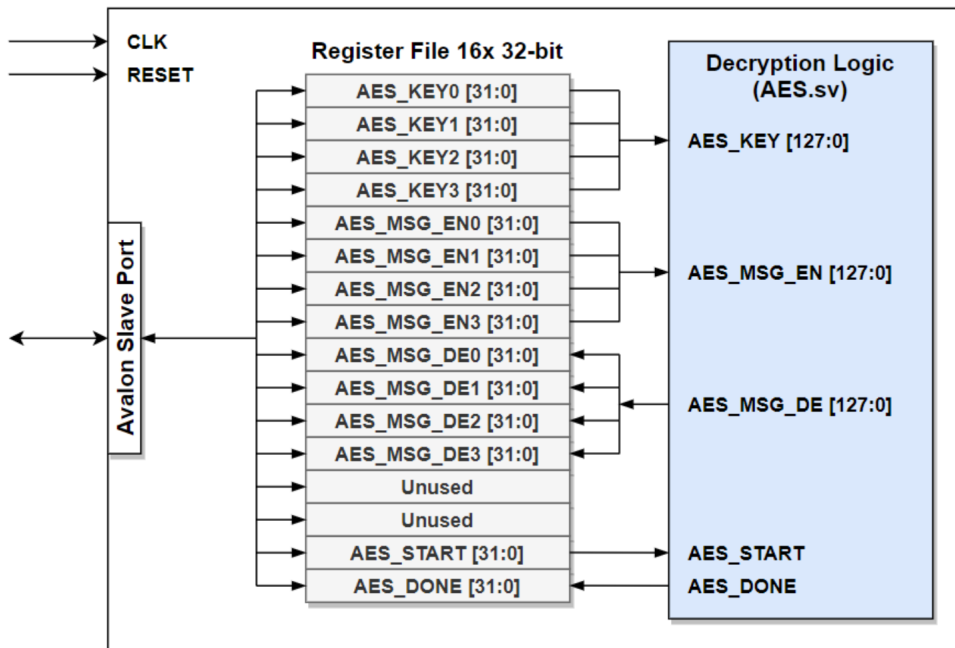 CLK
RESET
Avalon Slave Port
Register File 16x 32-bit
AES_KEY0 [31:0]
AES_KEY1 [31:0]
AES_KEY2 [31:0]
AES_KEY3 [31:0]
AES_MSG_EN0 [31:0]
AES_MSG_EN1 [31:0]
AES_MSG_EN2 [31:0]
AES_MSG_EN3 [31:0]
AES_MSG_DE0 [31:0]
AES_MSG_DE1 [31:0]
AES_MSG_DE2 [31:0]
AES_MSG_DE3 [31:0]
Unused
Unused
AES_START [31:0]
AES_DONE [31:0]
Decryption Logic
(AES.sv)
AES_KEY [127:0]
AES_MSG_EN [127:0]
AES_MSG_DE [127:0]
AES_START
AES_DONE